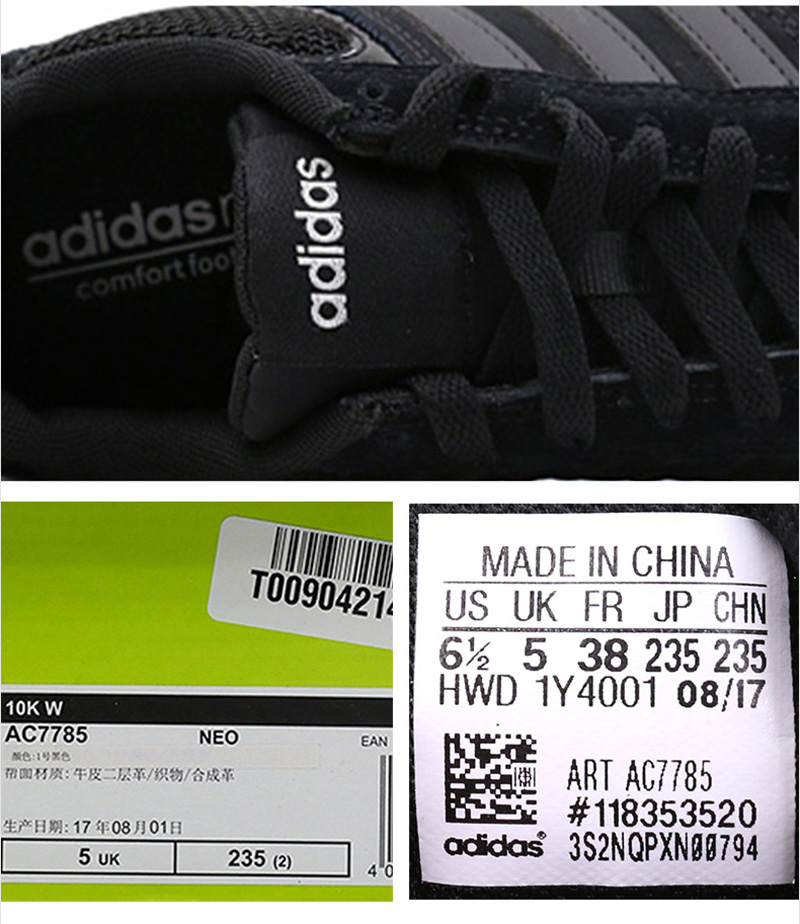 adidas
comfort foot
adidas
T00904214
10K W
AC7785 NEO EAN
颜色:1号黑色
帮面材质:牛皮二层革/织物/合成革
生产日期:17年08月01日
5 UK 235 (2)
4 0
MADE IN CHINA
US UK FR JP CHN
6½ 5 38 235 235
HWD 1Y4001 08/17
ART AC7785
#118353520
adidas® 3S2NQPXN00794